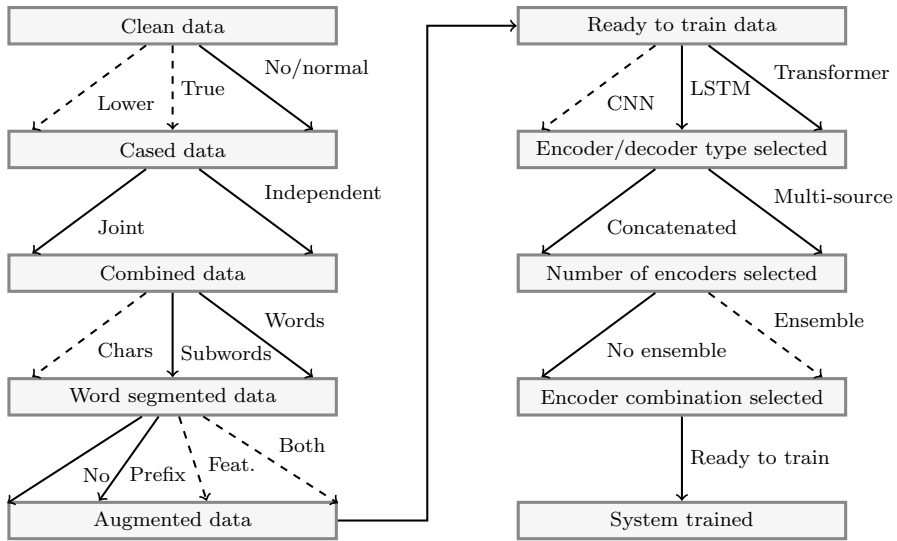 Clean data
No/normal
True
Lower
Cased data
Independent
Joint
Combined data
Words
Chars
Subwords
Word segmented data
Both
Feat.
No
Prefix
Augmented data
Ready to train data
Transformer
LSTM
CNN
Encoder/decoder type selected
Multi-source
Concatenated
Number of encoders selected
Ensemble
No ensemble
Encoder combination selected
Ready to train
System trained